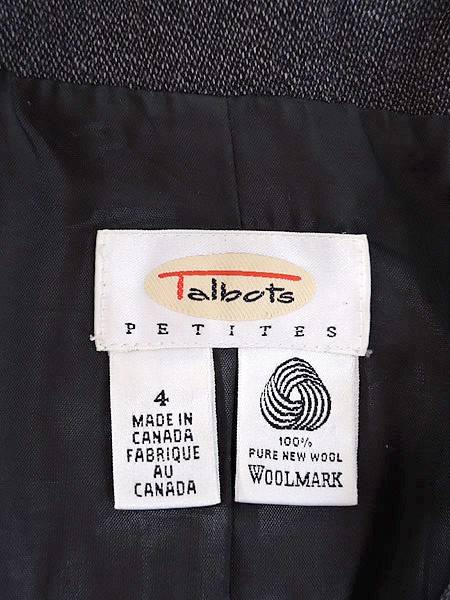 Talbots
PETITES
4
MADE IN
CANADA
FABRIQUE
AU
CANADA
100%
PURE NEW WOOL
WOOLMARK